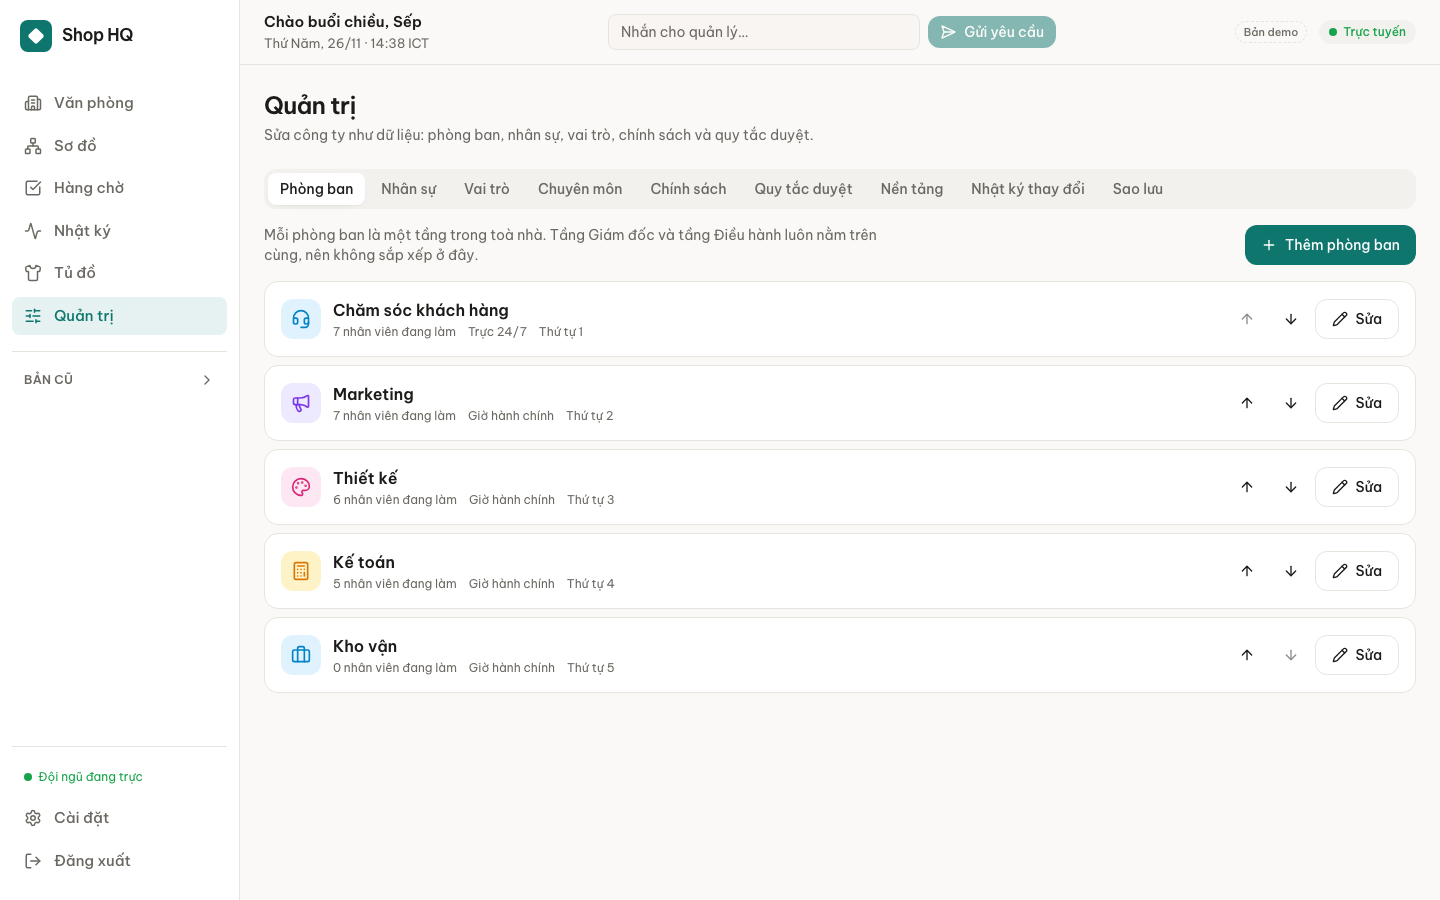 Shop HQ
Văn phòng
Sơ đồ
Hàng chờ
Nhật ký
Tủ đồ
Quản trị
BẢN CŨ
Đội ngũ đang trực
Cài đặt
Đăng xuất
Chào buổi chiều, Sếp
Thứ Năm, 26/11 · 14:38 ICT
Nhắn cho quản lý...
Gửi yêu cầu
Bản demo
Trực tuyến
Quản trị
Sửa công ty như dữ liệu: phòng ban, nhân sự, vai trò, chính sách và quy tắc duyệt.
Phòng ban
Nhân sự
Vai trò
Chuyên môn
Chính sách
Quy tắc duyệt
Nền tảng
Nhật ký thay đổi
Sao lưu
Mỗi phòng ban là một tầng trong toà nhà. Tầng Giám đốc và tầng Điều hành luôn nằm trên
cùng, nên không sắp xếp ở đây.
Thêm phòng ban
Chăm sóc khách hàng
7 nhân viên đang làm Trực 24/7 Thứ tự 1
Sửa
Marketing
7 nhân viên đang làm Giờ hành chính Thứ tự 2
Sửa
Thiết kế
6 nhân viên đang làm Giờ hành chính Thứ tự 3
Sửa
Kế toán
5 nhân viên đang làm Giờ hành chính Thứ tự 4
Sửa
Kho vận
0 nhân viên đang làm Giờ hành chính Thứ tự 5
Sửa